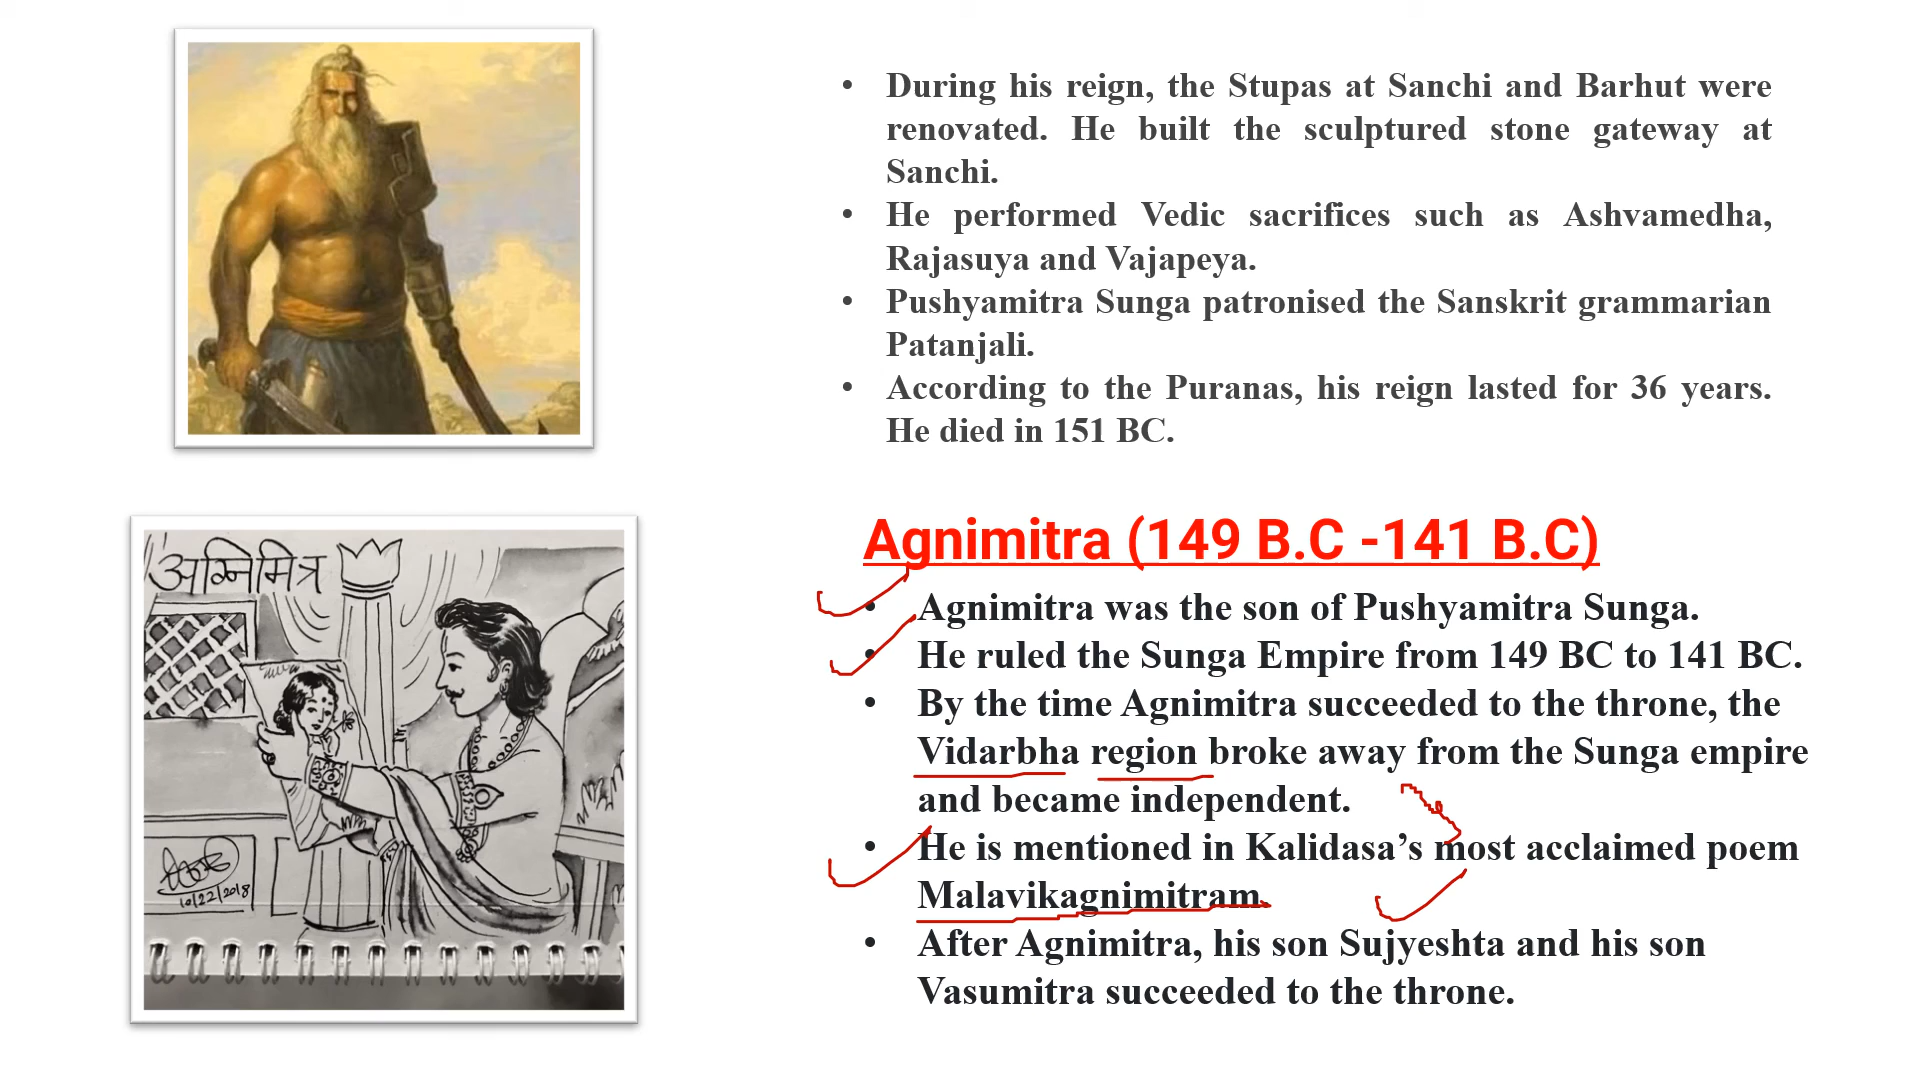 • During his reign, the Stupas at Sanchi and Barhut were
renovated. He built the sculptured stone gateway at
Sanchi.
• He performed Vedic sacrifices such as Ashvamedha,
Rajasuya and Vajapeya.
• Pushyamitra Sunga patronised the Sanskrit grammarian
Patanjali.
• According to the Puranas, his reign lasted for 36 years.
He died in 151 BC.
अग्निमित्र
10/22/2018
Agnimitra (149 B.C -141 B.C)
• Agnimitra was the son of Pushyamitra Sunga.
• He ruled the Sunga Empire from 149 BC to 141 BC.
• By the time Agnimitra succeeded to the throne, the
Vidarbha region broke away from the Sunga empire
and became independent.
• He is mentioned in Kalidasa’s most acclaimed poem
Malavikagnimitram.
• After Agnimitra, his son Sujyeshta and his son
Vasumitra succeeded to the throne.